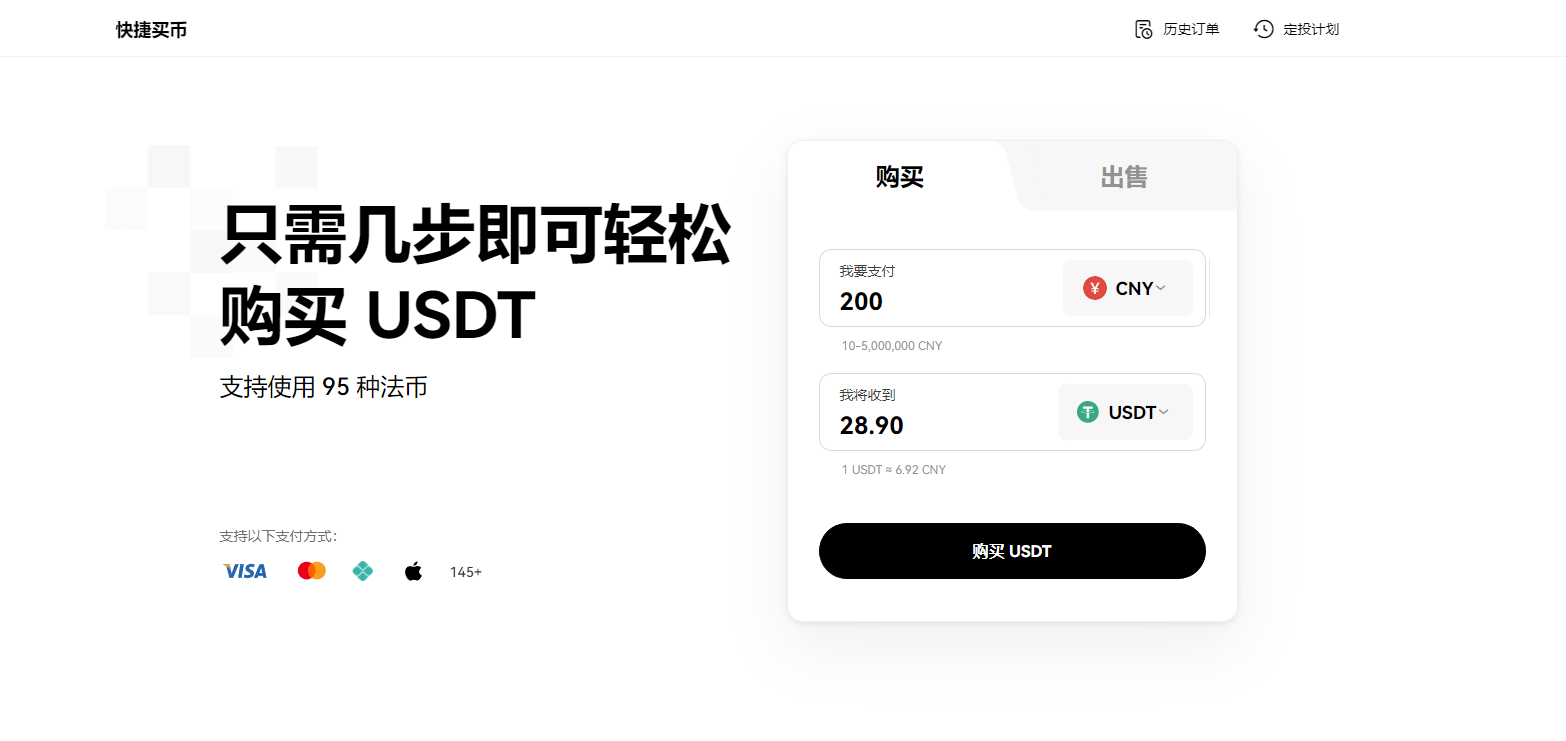 快捷买币
历史订单
定投计划
只需几步即可轻松
购买 USDT
支持使用 95 种法币
支持以下支付方式：
VISA
145+
购买
出售
我要支付
200
¥ CNY
10-5,000,000 CNY
我将收到
28.90
USDT
1 USDT ≈ 6.92 CNY
购买 USDT